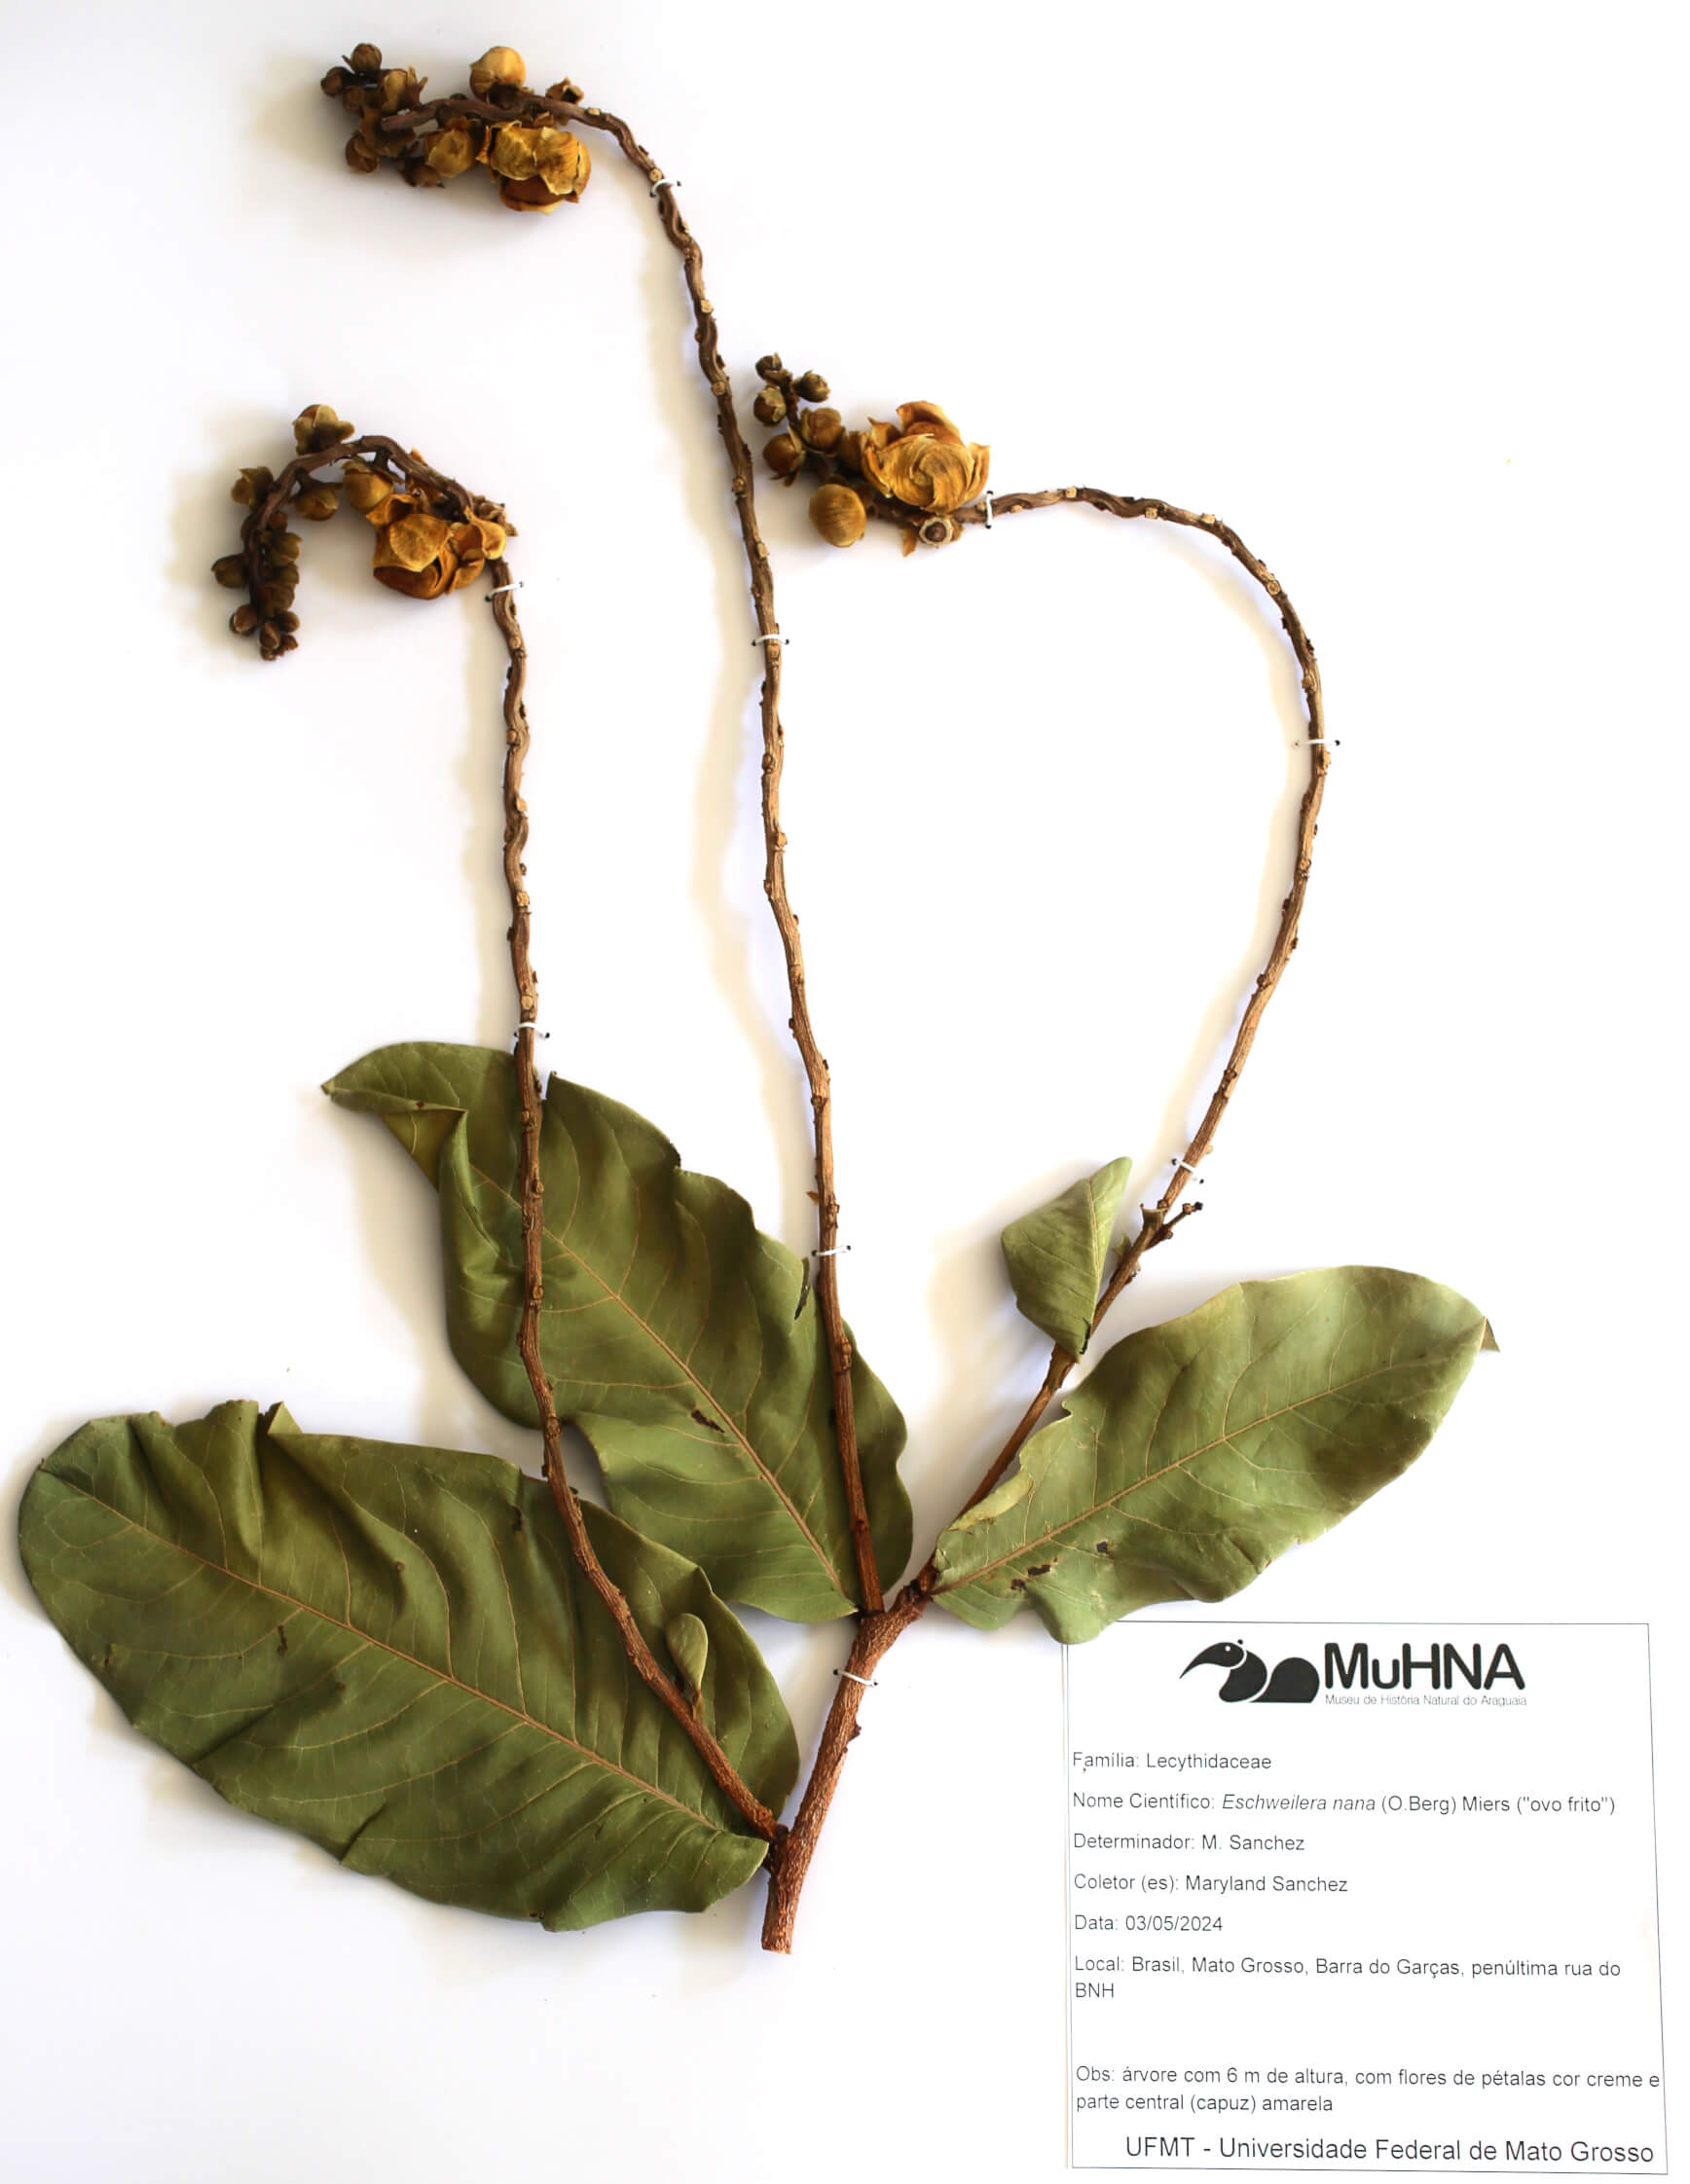 MuHNA
Museu de História Natural do Araguaia
Família: Lecythidaceae
Nome Científico: Eschweilera nana (O.Berg) Miers ("ovo frito")
Determinador: M. Sanchez
Coletor (es): Maryland Sanchez
Data: 03/05/2024
Local: Brasil, Mato Grosso, Barra do Garças, penúltima rua do
BNH
Obs: árvore com 6 m de altura, com flores de pétalas cor creme e
parte central (capuz) amarela
UFMT - Universidade Federal de Mato Grosso